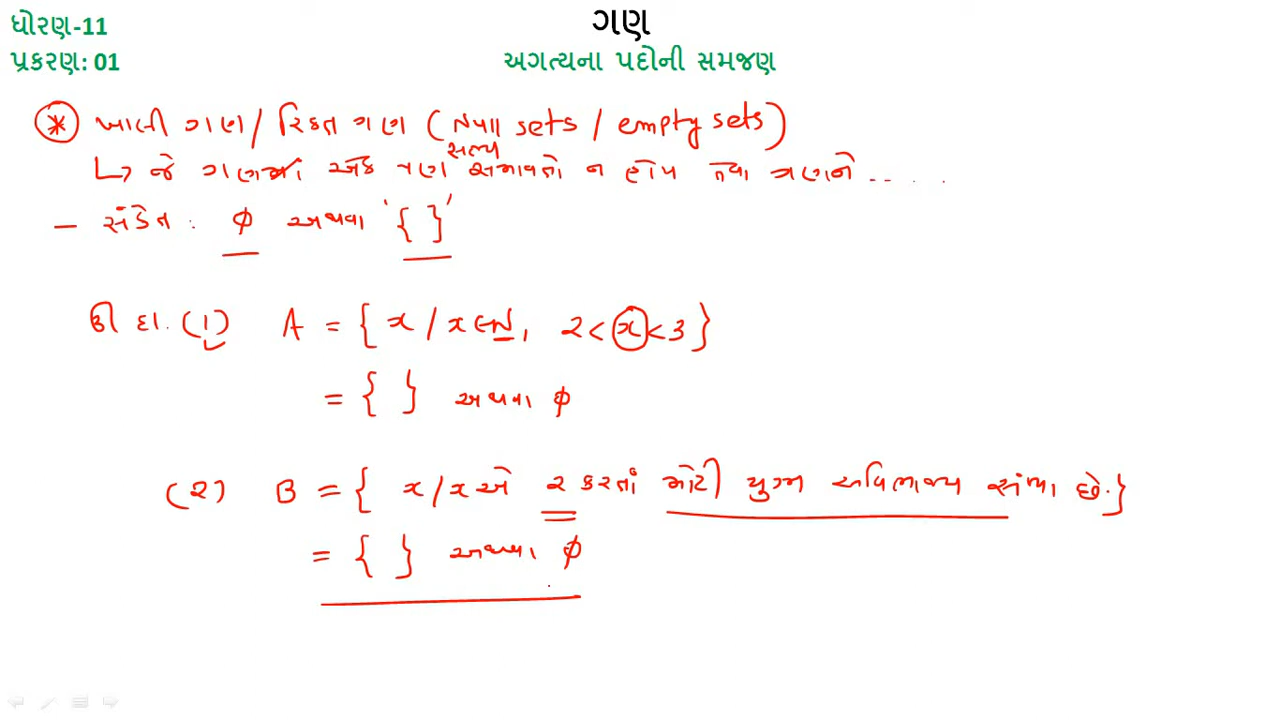 ધોરણ-11
ગણ
પ્રકરણ: 01
અગત્યના પદોની સમજણ
* ખાલી ગણ / રિક્ત ગણ (Null sets / empty sets)
સભ્ય
↳ જે ગણમાં એક પણ ધરાવતો ન હોય તેવા ગણને .....
– સંકેત : ϕ અથવા '{ }'
ઉદા. (1) A = { x / x ∈ N, 2 < x < 3 }
= { } અથવા ϕ
(2) B = { x / x એ 2 કરતાં મોટી યુગ્મ અવિભાજ્ય સંખ્યા છે. }
= { } અથવા ϕ